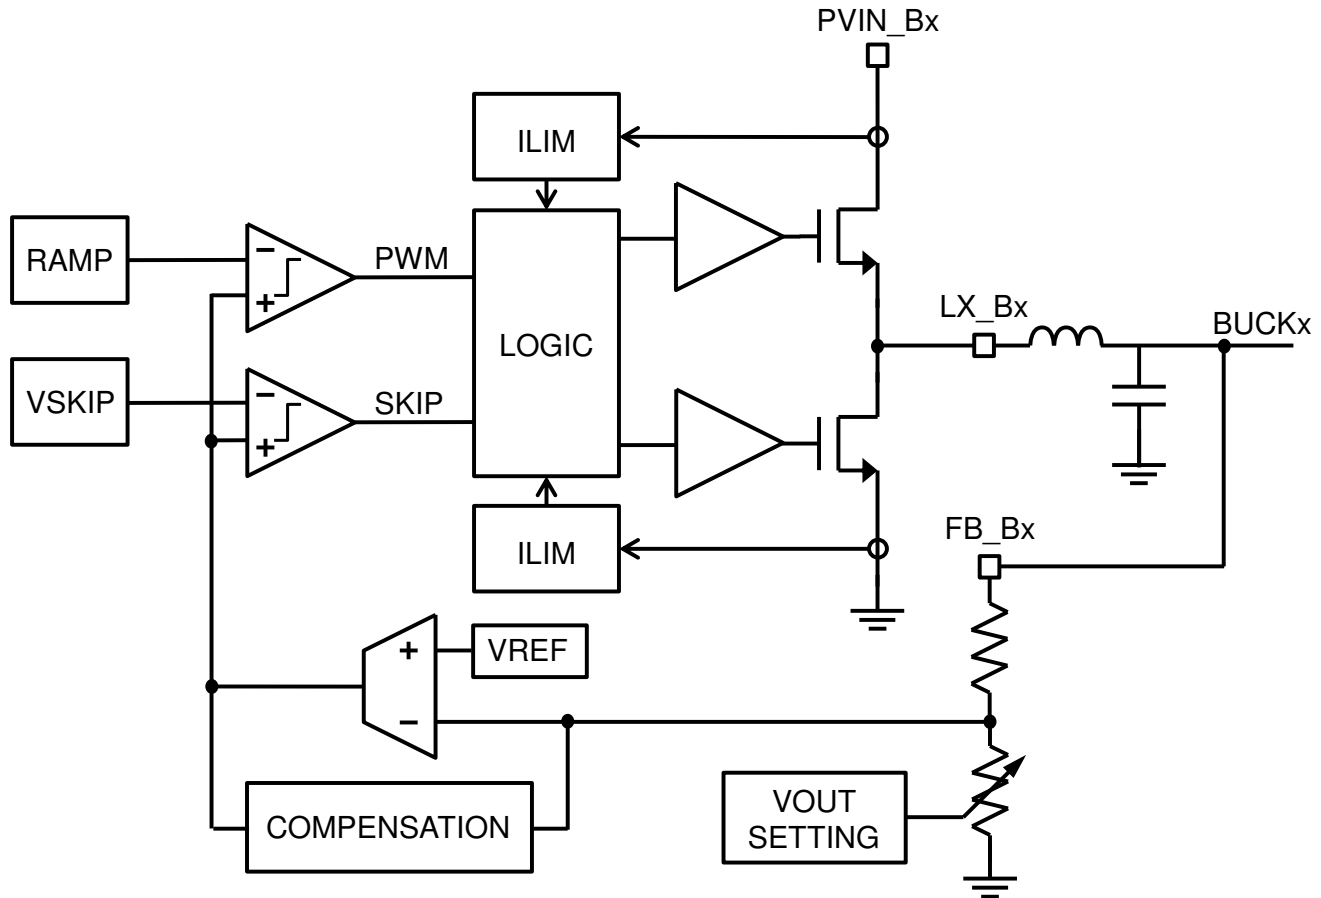 PVIN_Bx
ILIM
RAMP
PWM
LX_Bx
BUCKx
LOGIC
VSKIP
SKIP
FB_Bx
ILIM
VREF
VOUT
SETTING
COMPENSATION